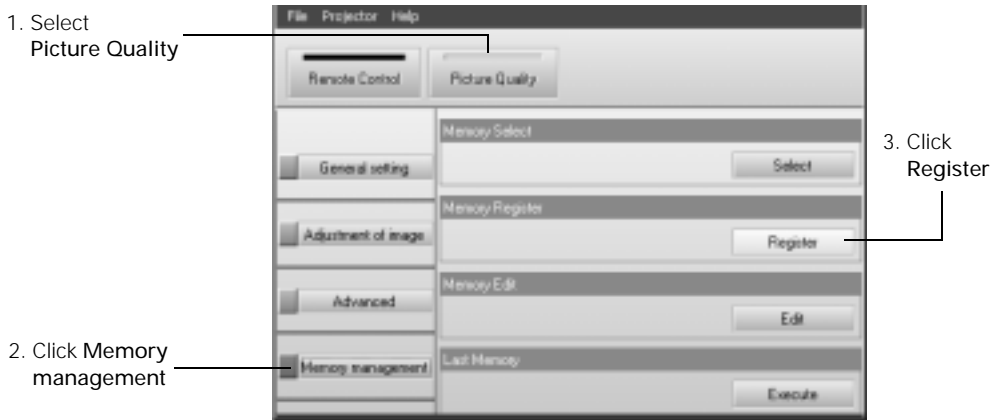 1. Select
Picture Quality
File Projector Help
Remote Control
Picture Quality
Memory Select
Select
3. Click
Register
General setting
Memory Register
Adjustment of image
Register
Memory Edit
Advanced
Edit
2. Click Memory
management
Memory management
Last Memory
Execute